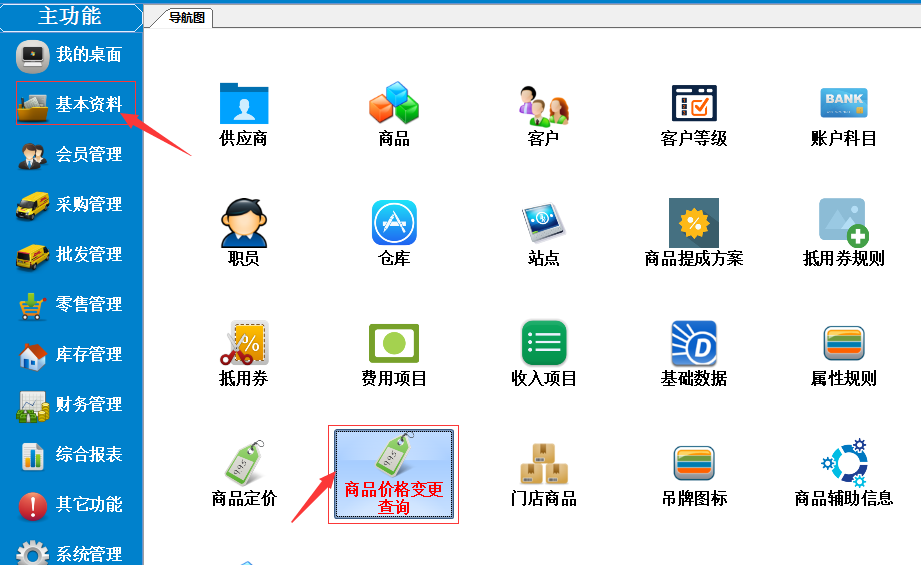 主功能
导航图
我的桌面
基本资料
会员管理
采购管理
批发管理
零售管理
库存管理
财务管理
综合报表
其它功能
系统管理
供应商
商品
客户
客户等级
BANK
账户科目
职员
仓库
站点
商品提成方案
抵用券规则
%
抵用券
费用项目
收入项目
D
基础数据
属性规则
商品定价
商品价格变更
查询
门店商品
吊牌图标
商品辅助信息